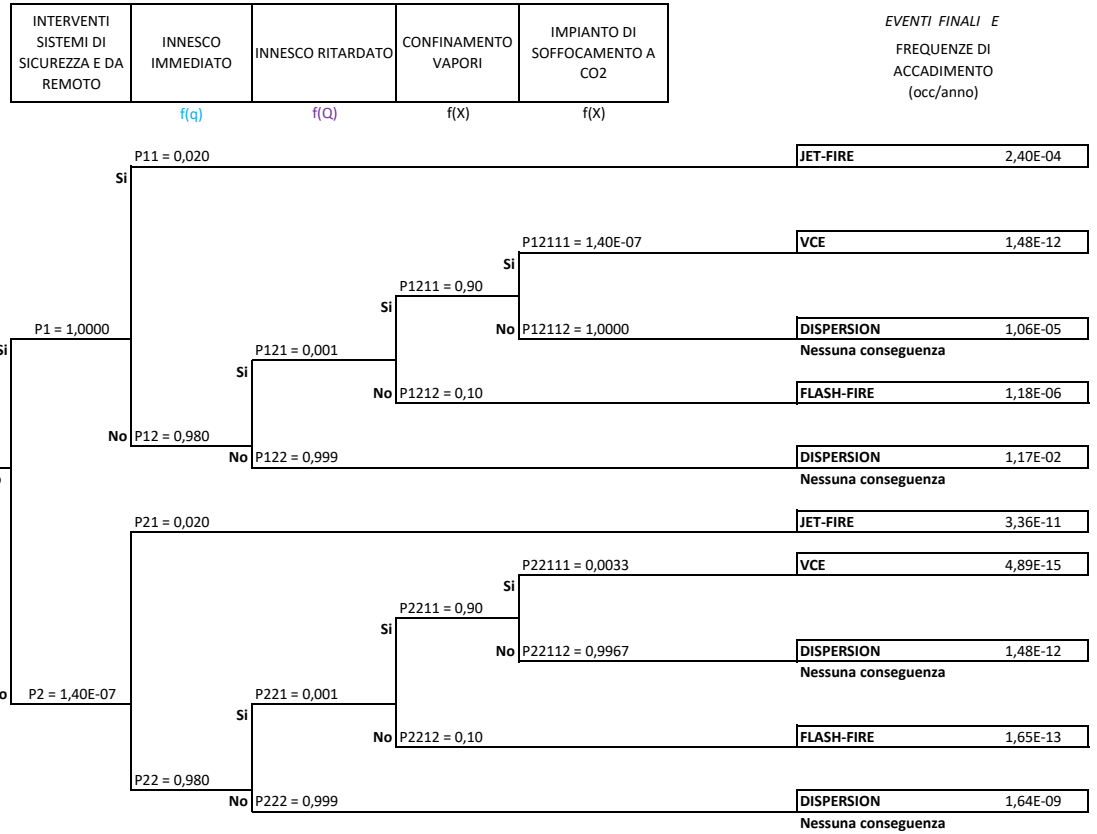 INTERVENTI
SISTEMI DI
SICUREZZA E DA
REMOTO
INNESCO
IMMEDIATO
INNESCO RITARDATO
CONFINAMENTO
VAPORI
IMPIANTO DI
SOFFOCAMENTO A
CO2
EVENTI FINALI E
FREQUENZE DI
ACCADIMENTO
(occ/anno)
f(q)
f(Q)
f(X)
f(X)
P11 = 0,020
JET-FIRE 2,40E-04
Si
P12111 = 1,40E-07
VCE 1,48E-12
Si
P1211 = 0,90
Si
P1 = 1,0000
No P12112 = 1,0000
DISPERSION 1,06E-05
Nessuna conseguenza
Si
P121 = 0,001
Si
No P1212 = 0,10
FLASH-FIRE 1,18E-06
No P12 = 0,980
No P122 = 0,999
DISPERSION 1,17E-02
Nessuna conseguenza
P21 = 0,020
JET-FIRE 3,36E-11
P22111 = 0,0033
VCE 4,89E-15
Si
P2211 = 0,90
Si
No P22112 = 0,9967
DISPERSION 1,48E-12
Nessuna conseguenza
P2 = 1,40E-07
P221 = 0,001
Si
No P2212 = 0,10
FLASH-FIRE 1,65E-13
P22 = 0,980
No P222 = 0,999
DISPERSION 1,64E-09
Nessuna conseguenza